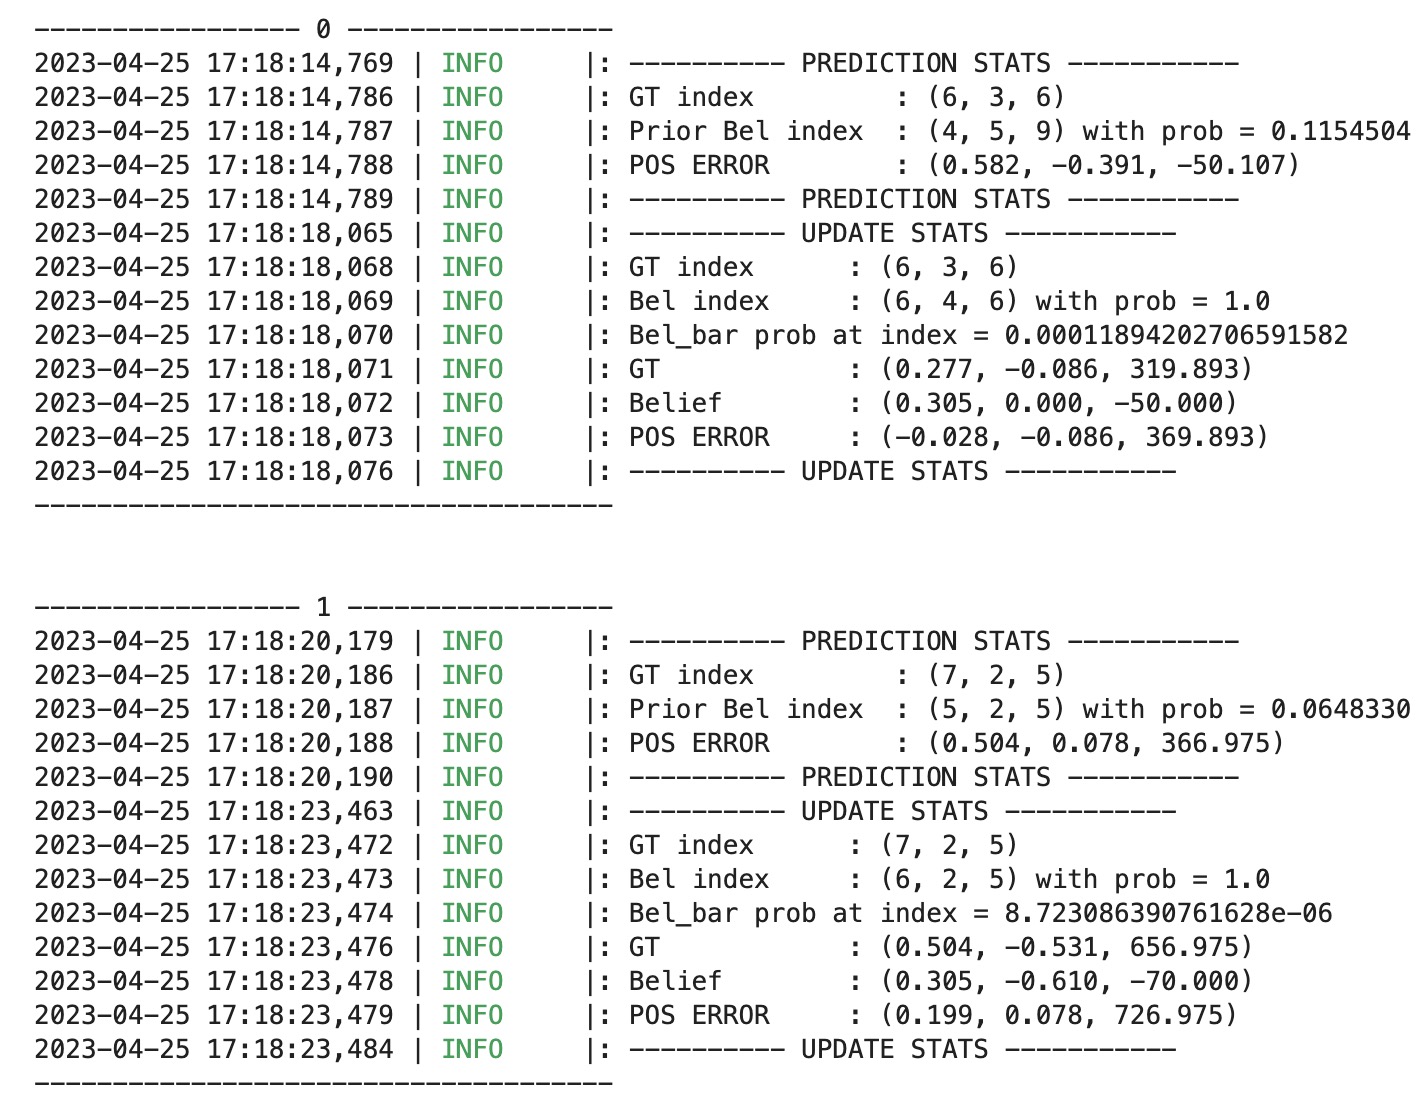 ----------------- 0 -----------------
2023-04-25 17:18:14,769 | INFO     |: ---------- PREDICTION STATS -----------
2023-04-25 17:18:14,786 | INFO     |: GT index         : (6, 3, 6)
2023-04-25 17:18:14,787 | INFO     |: Prior Bel index  : (4, 5, 9) with prob = 0.1154504
2023-04-25 17:18:14,788 | INFO     |: POS ERROR        : (0.582, -0.391, -50.107)
2023-04-25 17:18:14,789 | INFO     |: ---------- PREDICTION STATS -----------
2023-04-25 17:18:18,065 | INFO     |: ---------- UPDATE STATS -----------
2023-04-25 17:18:18,068 | INFO     |: GT index      : (6, 3, 6)
2023-04-25 17:18:18,069 | INFO     |: Bel index     : (6, 4, 6) with prob = 1.0
2023-04-25 17:18:18,070 | INFO     |: Bel_bar prob at index = 0.00011894202706591582
2023-04-25 17:18:18,071 | INFO     |: GT            : (0.277, -0.086, 319.893)
2023-04-25 17:18:18,072 | INFO     |: Belief        : (0.305, 0.000, -50.000)
2023-04-25 17:18:18,073 | INFO     |: POS ERROR     : (-0.028, -0.086, 369.893)
2023-04-25 17:18:18,076 | INFO     |: ---------- UPDATE STATS -----------
-------------------------------------
----------------- 1 -----------------
2023-04-25 17:18:20,179 | INFO     |: ---------- PREDICTION STATS -----------
2023-04-25 17:18:20,186 | INFO     |: GT index         : (7, 2, 5)
2023-04-25 17:18:20,187 | INFO     |: Prior Bel index  : (5, 2, 5) with prob = 0.0648330
2023-04-25 17:18:20,188 | INFO     |: POS ERROR        : (0.504, 0.078, 366.975)
2023-04-25 17:18:20,190 | INFO     |: ---------- PREDICTION STATS -----------
2023-04-25 17:18:23,463 | INFO     |: ---------- UPDATE STATS -----------
2023-04-25 17:18:23,472 | INFO     |: GT index      : (7, 2, 5)
2023-04-25 17:18:23,473 | INFO     |: Bel index     : (6, 2, 5) with prob = 1.0
2023-04-25 17:18:23,474 | INFO     |: Bel_bar prob at index = 8.723086390761628e-06
2023-04-25 17:18:23,476 | INFO     |: GT            : (0.504, -0.531, 656.975)
2023-04-25 17:18:23,478 | INFO     |: Belief        : (0.305, -0.610, -70.000)
2023-04-25 17:18:23,479 | INFO     |: POS ERROR     : (0.199, 0.078, 726.975)
2023-04-25 17:18:23,484 | INFO     |: ---------- UPDATE STATS -----------
-------------------------------------